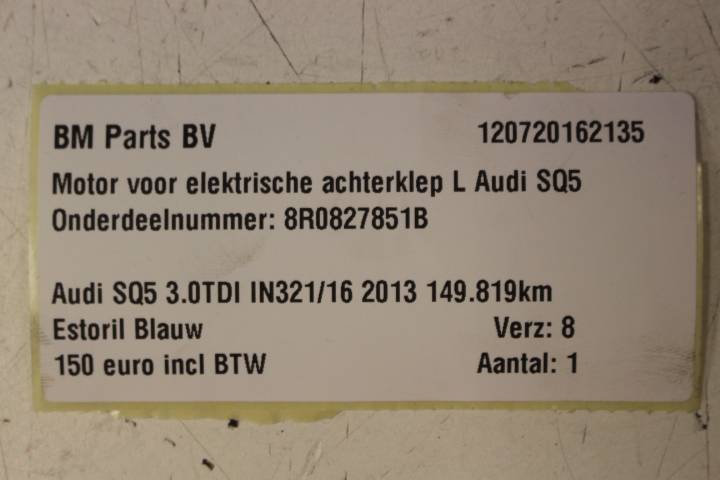 BM Parts BV 120720162135
Motor voor elektrische achterklep L Audi SQ5
Onderdeelnummer: 8R0827851B
Audi SQ5 3.0TDI IN321/16 2013 149.819km
Estoril Blauw Verz: 8
150 euro incl BTW Aantal: 1